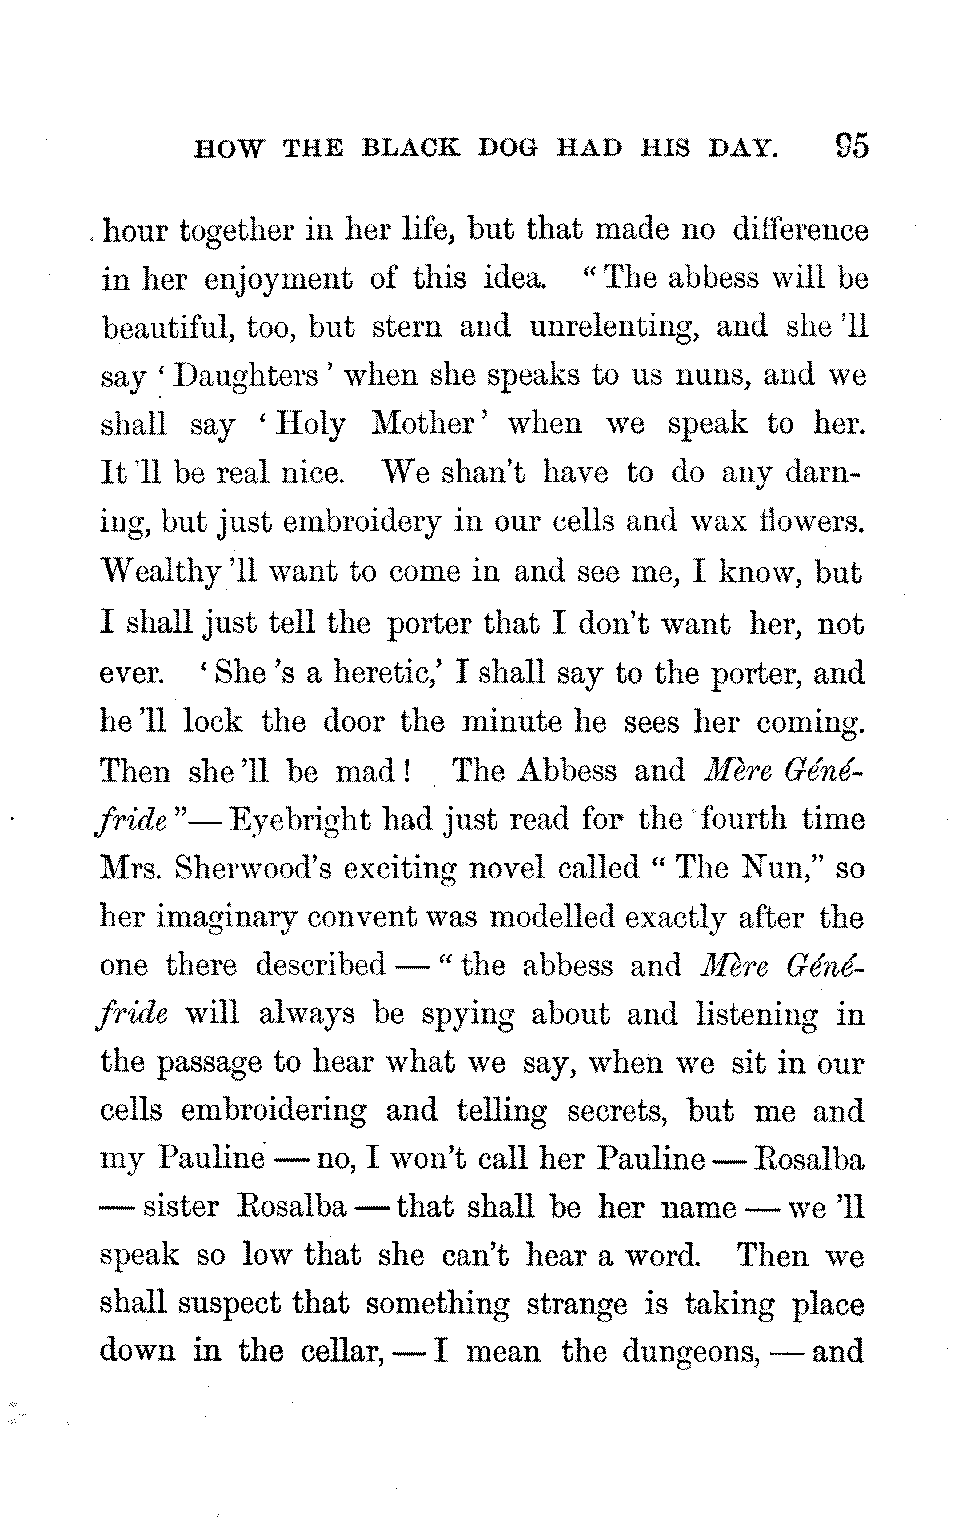 HOW THE BLACK DOG HAD HIS DAY. 95
hour together in her life, but that made no difference
in her enjoyment of this idea. “The abbess will be
beautiful, too, but stern and unrelenting, and she ’ll
say ‘ Daughters ’ when she speaks to us nuns, and we
shall say ‘ Holy Mother ’ when we speak to her.
It ’ll be real nice. We shan’t have to do any darn-
ing, but just embroidery in our cells and wax flowers.
Wealthy ’ll want to come in and see me, I know, but
I shall just tell the porter that I don’t want her, not
ever. ‘ She ’s a heretic,’ I shall say to the porter, and
he ’ll lock the door the minute he sees her coming.
Then she ’ll be mad ! The Abbess and Mère Géné-
fride ”— Eyebright had just read for the fourth time
Mrs. Sherwood’s exciting novel called “ The Nun,” so
her imaginary convent was modelled exactly after the
one there described — “ the abbess and Mère Géné-
fride will always be spying about and listening in
the passage to hear what we say, when we sit in our
cells embroidering and telling secrets, but me and
my Pauline — no, I won’t call her Pauline — Rosalba
— sister Rosalba — that shall be her name — we ’ll
speak so low that she can’t hear a word. Then we
shall suspect that something strange is taking place
down in the cellar, — I mean the dungeons, — and